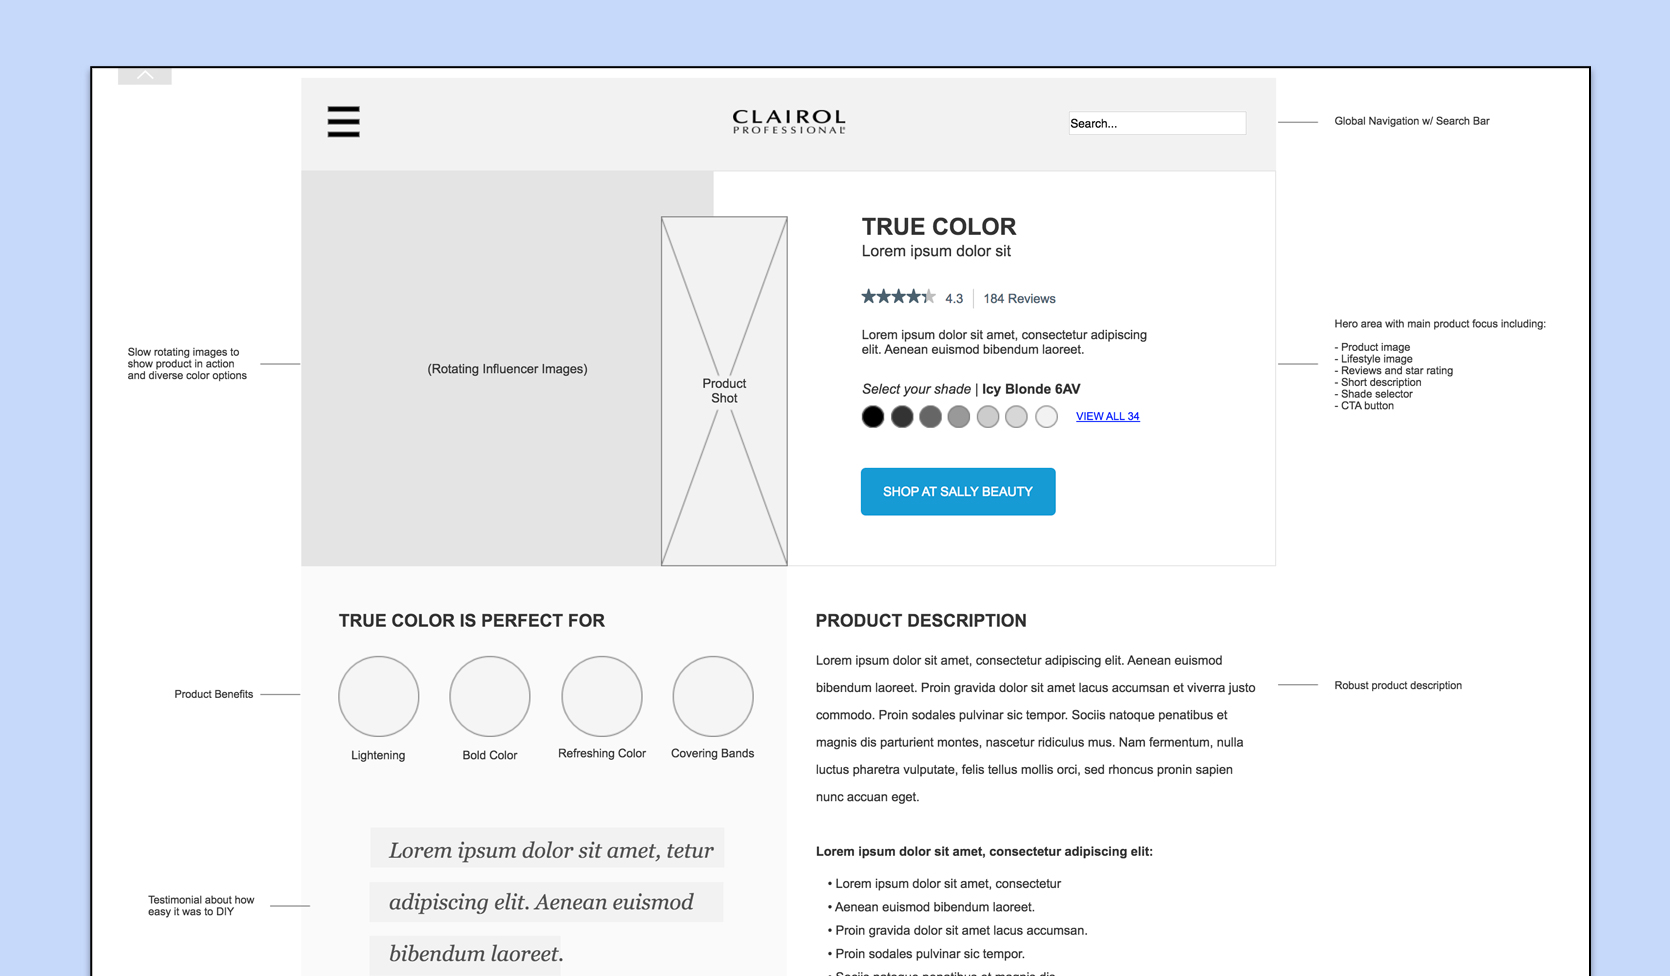 CLAIROL
PROFESSIONAL
Search...
Global Navigation w/ Search Bar
Slow rotating images to
show product in action
and diverse color options
(Rotating Influencer Images)
Product
Shot
TRUE COLOR
Lorem ipsum dolor sit
4.3
184 Reviews
Lorem ipsum dolor sit amet, consectetur adipiscing
elit. Aenean euismod bibendum laoreet.
Select your shade | Icy Blonde 6AV
VIEW ALL 34
SHOP AT SALLY BEAUTY
Hero area with main product focus including:
- Product image
- Lifestyle image
- Reviews and star rating
- Short description
- Shade selector
- CTA button
Product Benefits
TRUE COLOR IS PERFECT FOR
Lightening
Bold Color
Refreshing Color
Covering Bands
PRODUCT DESCRIPTION
Lorem ipsum dolor sit amet, consectetur adipiscing elit. Aenean euismod
bibendum laoreet. Proin gravida dolor sit amet lacus accumsan et viverra justo
commodo. Proin sodales pulvinar sic tempor. Sociis natoque penatibus et
magnis dis parturient montes, nascetur ridiculus mus. Nam fermentum, nulla
luctus pharetra vulputate, felis tellus mollis orci, sed rhoncus pronin sapien
nunc accuan eget.
Robust product description
Testimonial about how
easy it was to DIY
Lorem ipsum dolor sit amet, tetur
adipiscing elit. Aenean euismod
bibendum laoreet.
Lorem ipsum dolor sit amet, consectetur adipiscing elit:
• Lorem ipsum dolor sit amet, consectetur
• Aenean euismod bibendum laoreet.
• Proin gravida dolor sit amet lacus accumsan.
• Proin sodales pulvinar sic tempor.
• Sociis natoque penatibus et magnis dis